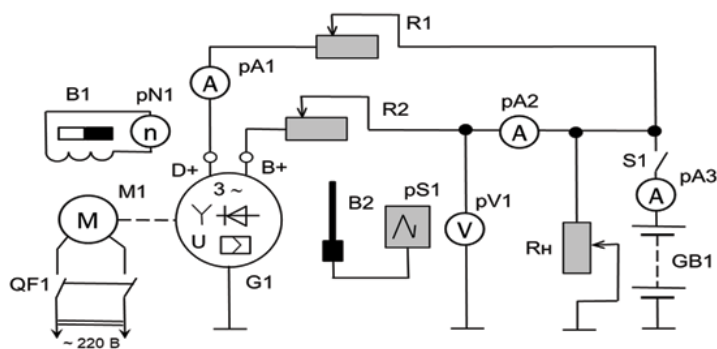 R1
pA1
A
B1
pN1
n
R2
pA2
A
D+
B+
S1
pA3
A
3 ~
M1
M
U
B2
pS1
pV1
V
Rн
GB1
QF1
G1
~ 220 В